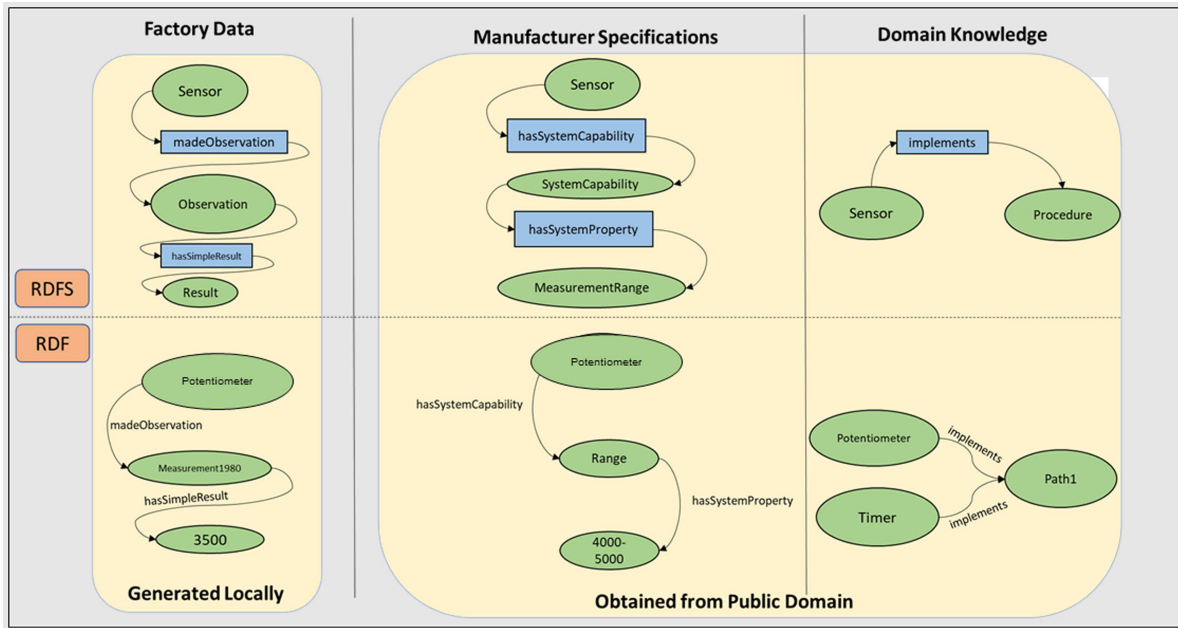 Factory Data
Manufacturer Specifications
Domain Knowledge
Sensor
madeObservation
Observation
hasSimpleResult
Result
Sensor
hasSystemCapability
SystemCapability
hasSystemProperty
MeasurementRange
implements
Sensor
Procedure
RDFS
RDF
Potentiometer
madeObservation
Measurement1980
hasSimpleResult
3500
Potentiometer
hasSystemCapability
Range
hasSystemProperty
4000-
5000
Potentiometer
implements
Path1
Timer
implements
Generated Locally
Obtained from Public Domain